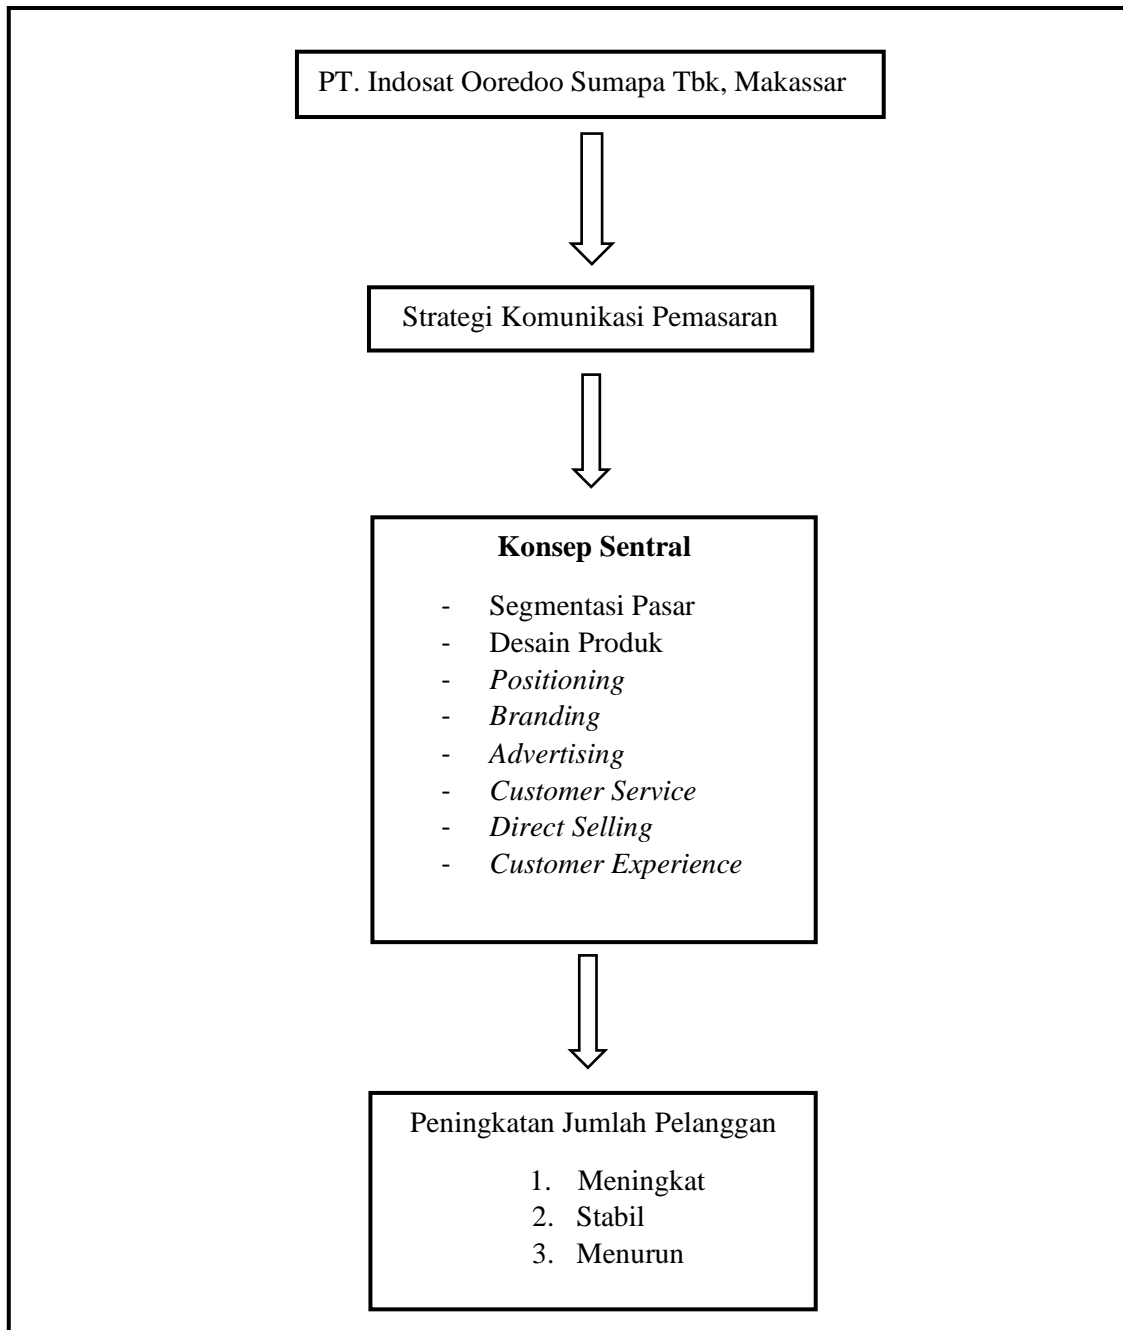 PT. Indosat Ooredoo Sumapa Tbk, Makassar
Strategi Komunikasi Pemasaran
Konsep Sentral
- Segmentasi Pasar
- Desain Produk
- Positioning
- Branding
- Advertising
- Customer Service
- Direct Selling
- Customer Experience
Peningkatan Jumlah Pelanggan
1. Meningkat
2. Stabil
3. Menurun